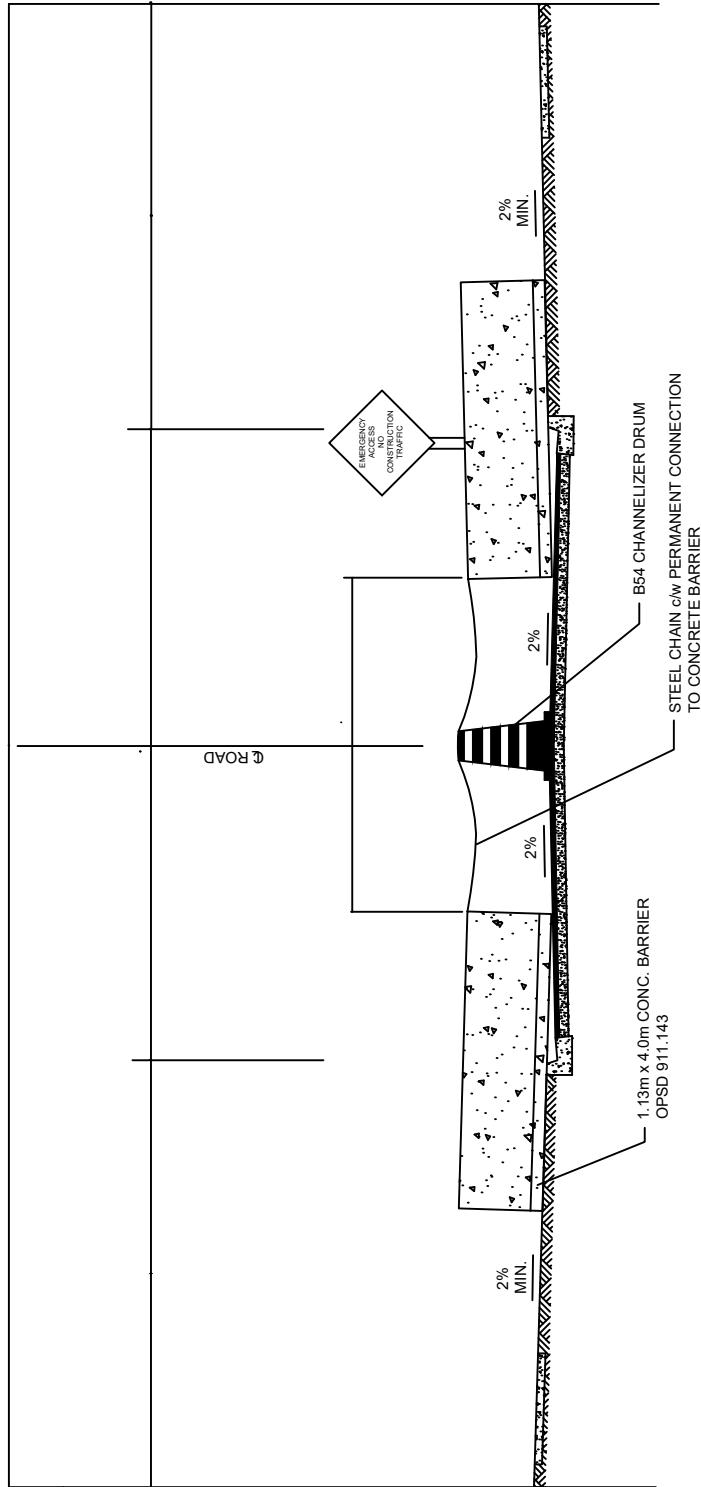 ℄ ROAD
EMERGENCY
ACCESS
NO
CONSTRUCTION
TRAFFIC
2%
MIN.
2%
2%
2%
MIN.
1.13m x 4.0m CONC. BARRIER
OPSD 911.143
B54 CHANNELIZER DRUM
STEEL CHAIN c/w PERMANENT CONNECTION
TO CONCRETE BARRIER